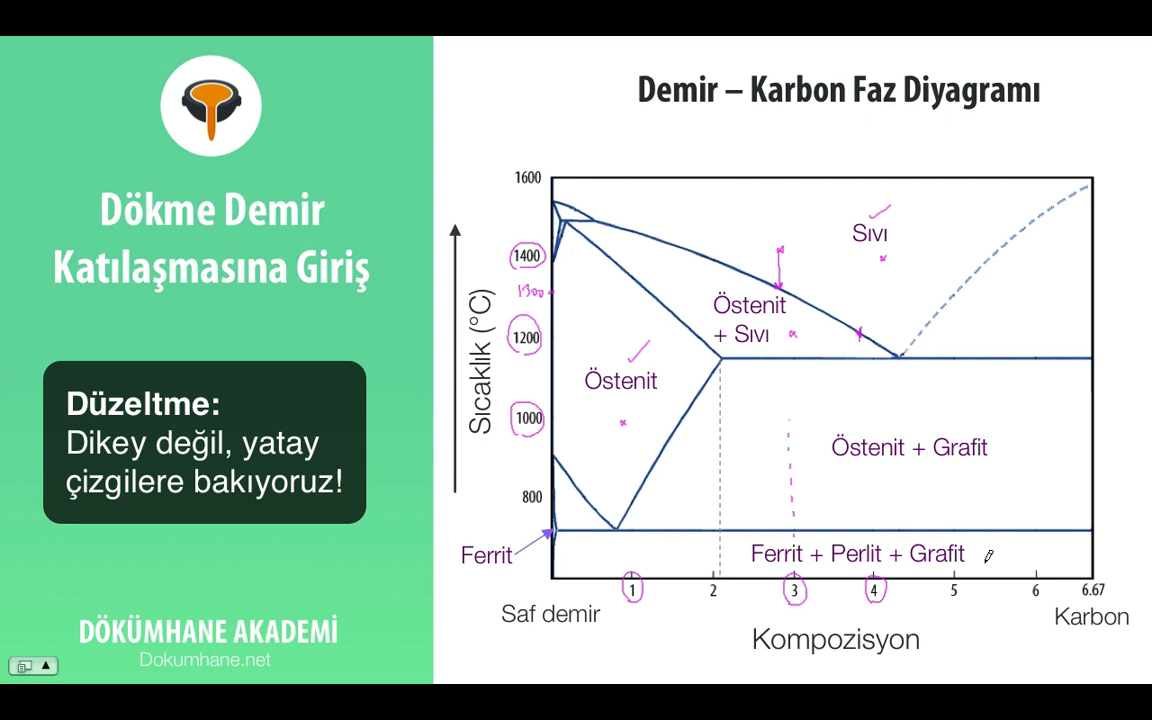 Dökme Demir
Katılaşmasına Giriş
Düzeltme:
Dikey değil, yatay
çizgilere bakıyoruz!
DÖKÜMHANE AKADEMİ
Dokumhane.net
Demir – Karbon Faz Diyagramı
Sıcaklık (°C)
1600
1400
1300
1200
1000
800
Sıvı
Östenit
+ Sıvı
Östenit
Östenit + Grafit
Ferrit
Ferrit + Perlit + Grafit
1 2 3 4 5 6 6.67
Saf demir
Karbon
Kompozisyon